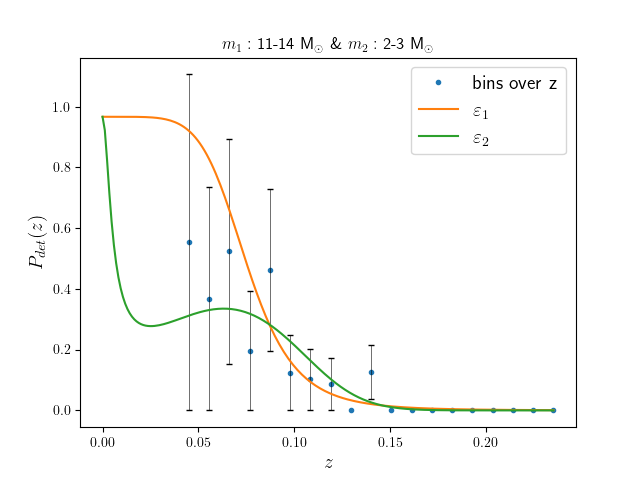 m₁ : 11-14 M⊙ & m₂ : 2-3 M⊙
bins over z
ε₁
ε₂
P_det(z)
1.0
0.8
0.6
0.4
0.2
0.0
0.00 0.05 0.10 0.15 0.20
z